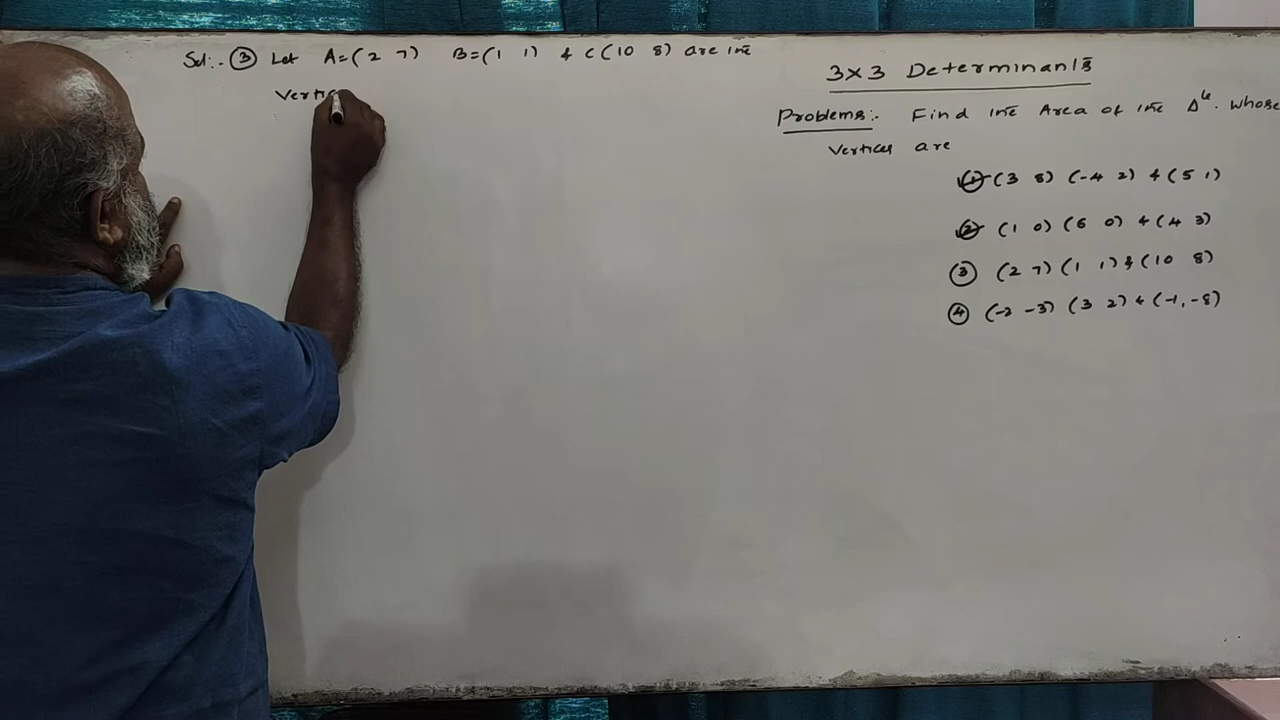 Sol:- ③ Let A=(2 7) B=(1 1) & C(10 8) are the
Vertic
3×3 Determinants
Problems:- Find the Area of the Δle. whose
Vertices are
① (3 8) (-4 2) & (5 1)
② (1 0) (6 0) & (4 3)
③ (2 7) (1 1) & (10 8)
④ (-2 -3) (3 2) & (-1, -8)